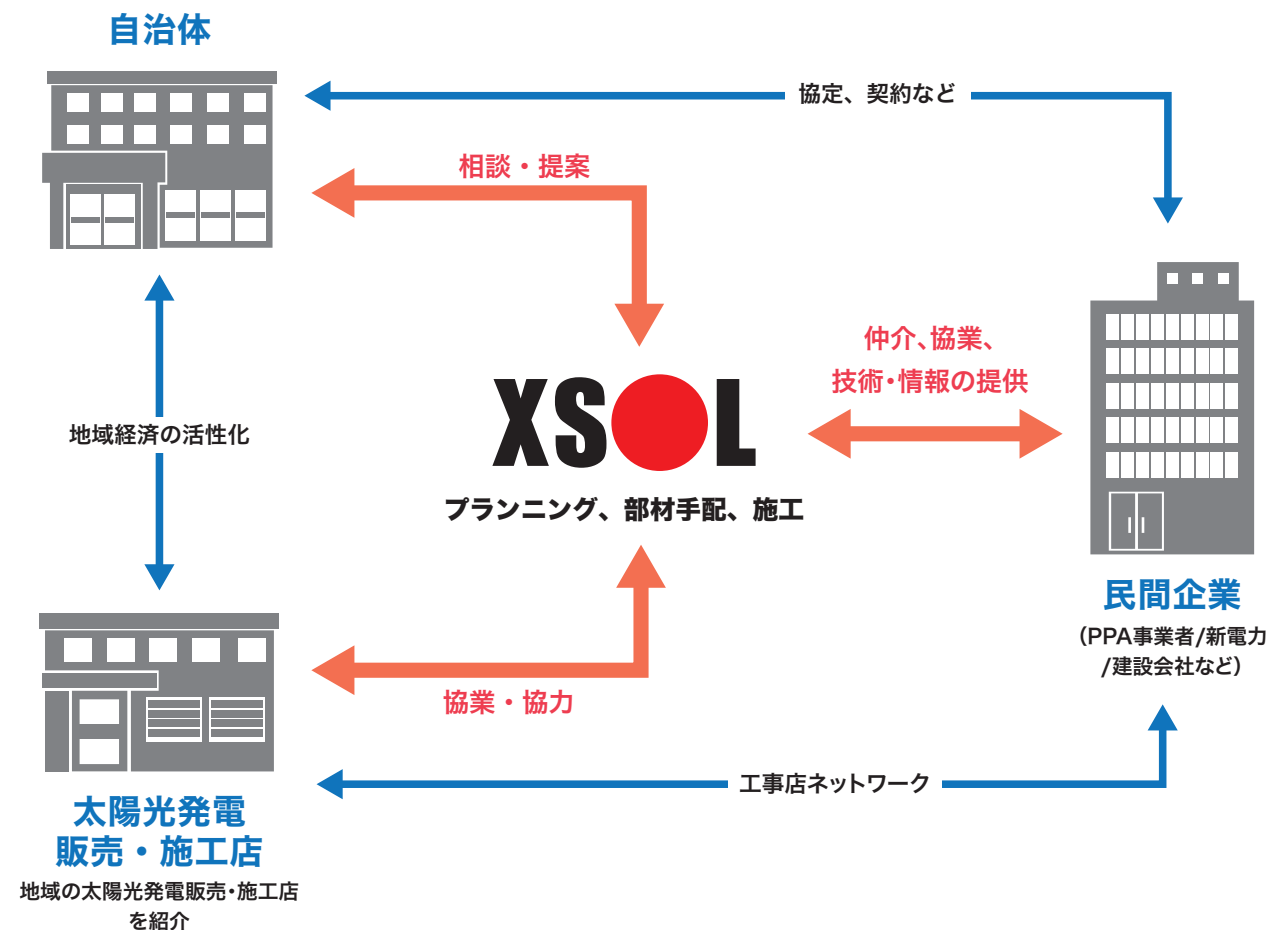 自治体
協定、契約など
相談・提案
仲介、協業、
技術・情報の提供
地域経済の活性化
XSOL
プランニング、部材手配、施工
民間企業
（PPA事業者/新電力
/建設会社など）
協業・協力
工事店ネットワーク
太陽光発電
販売・施工店
地域の太陽光発電販売・施工店
を紹介